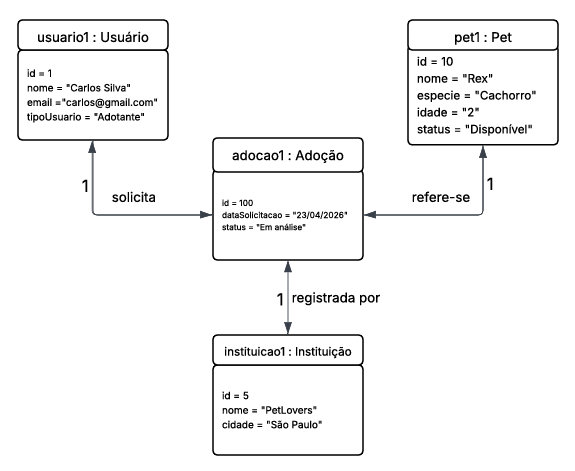 usuario1 : Usuário
id = 1
nome = "Carlos Silva"
email ="carlos@gmail.com"
tipoUsuario = "Adotante"
pet1 : Pet
id = 10
nome = "Rex"
especie = "Cachorro"
idade = "2"
status = "Disponível"
1
solicita
adocao1 : Adoção
id = 100
dataSolicitacao = "23/04/2026"
status = "Em análise"
refere-se
1
1
registrada por
instituicao1 : Instituição
id = 5
nome = "PetLovers"
cidade = "São Paulo"